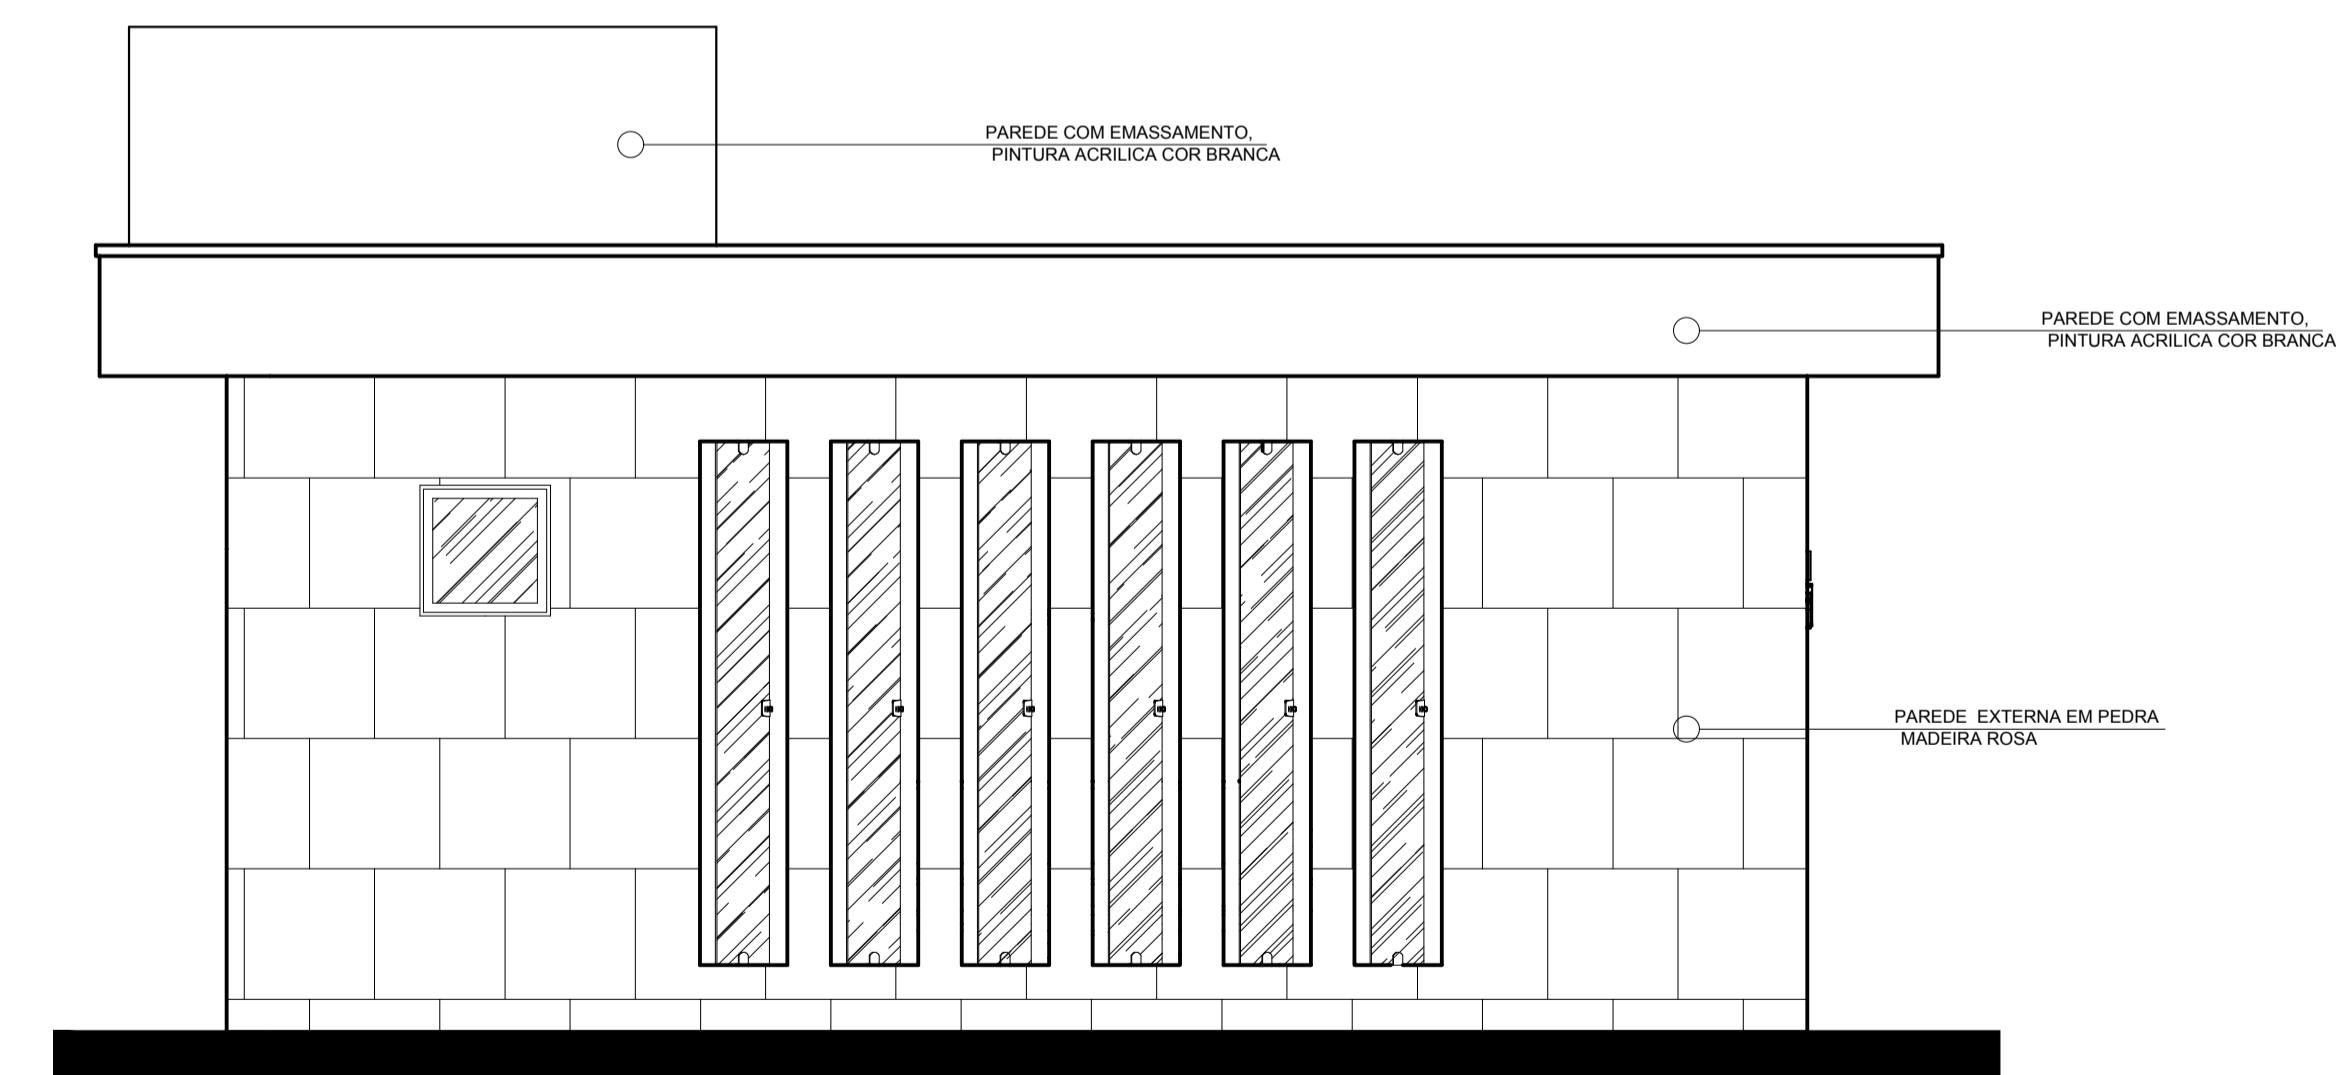 PAREDE COM EMASSAMENTO,
PINTURA ACRILICA COR BRANCA
PAREDE COM EMASSAMENTO,
PINTURA ACRILICA COR BRANCA
PAREDE EXTERNA EM PEDRA
MADEIRA ROSA